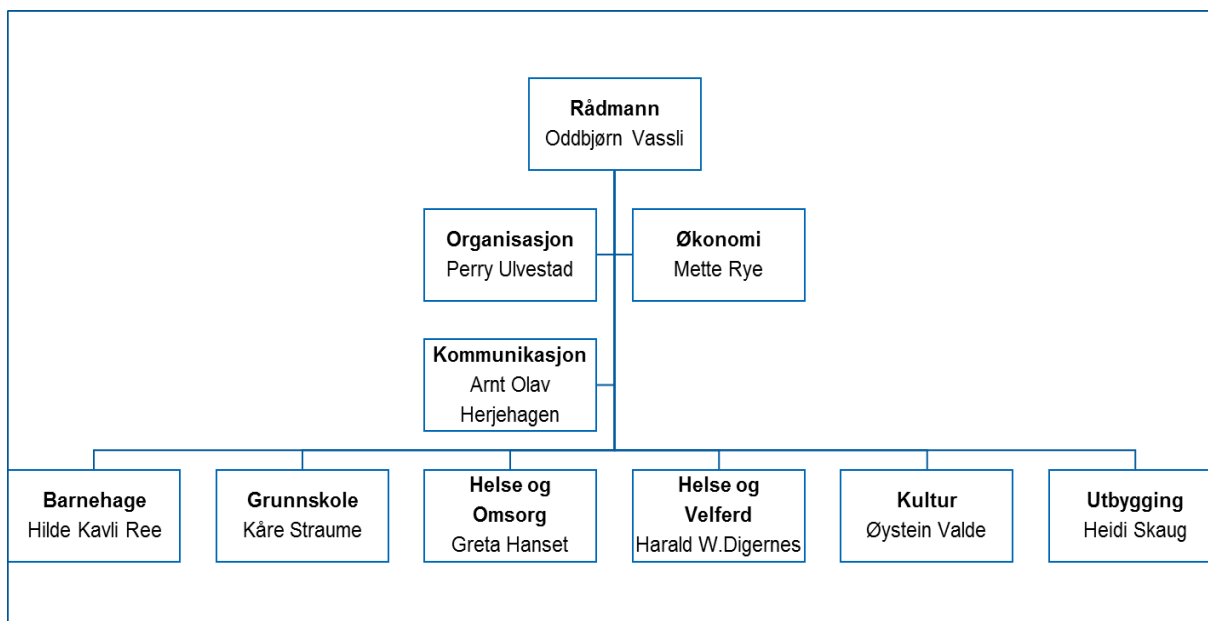 Rådmann
Oddbjørn Vassli
Organisasjon
Perry Ulvestad
Økonomi
Mette Rye
Kommunikasjon
Arnt Olav
Herjehagen
Barnehage
Hilde Kavli Ree
Grunnskole
Kåre Straume
Helse og
Omsorg
Greta Hanset
Helse og
Velferd
Harald W.Digernes
Kultur
Øystein Valde
Utbygging
Heidi Skaug